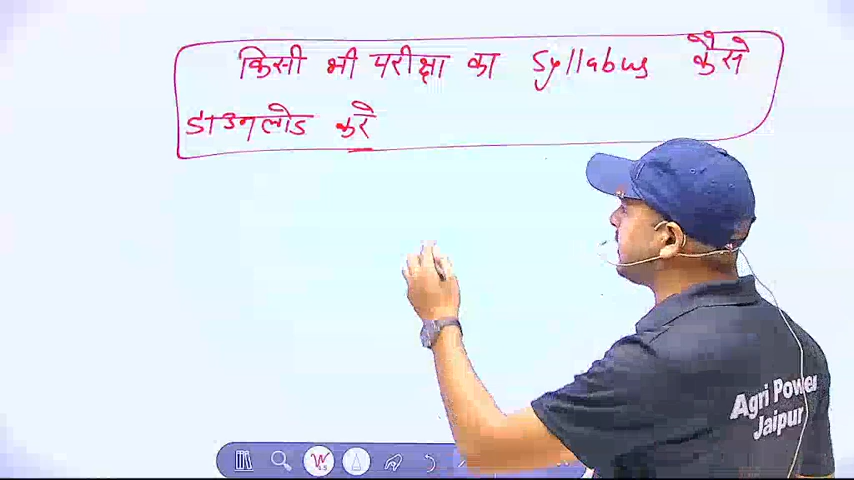 किसी भी परीक्षा का Syllabus कैसे
डाउनलोड करे
Agri Power
Jaipur